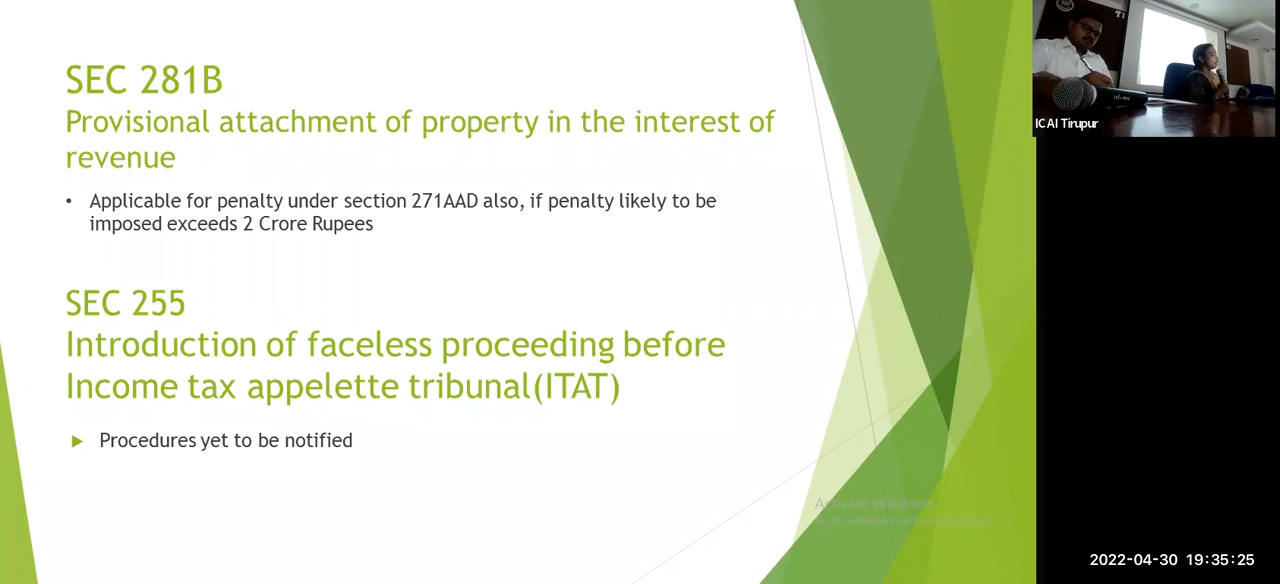 SEC 281B
Provisional attachment of property in the interest of
revenue
• Applicable for penalty under section 271AAD also, if penalty likely to be
imposed exceeds 2 Crore Rupees
SEC 255
Introduction of faceless proceeding before
Income tax appelette tribunal(ITAT)
Procedures yet to be notified
Activate Windows
ICAI Tirupur
2022-04-30 19:35:25